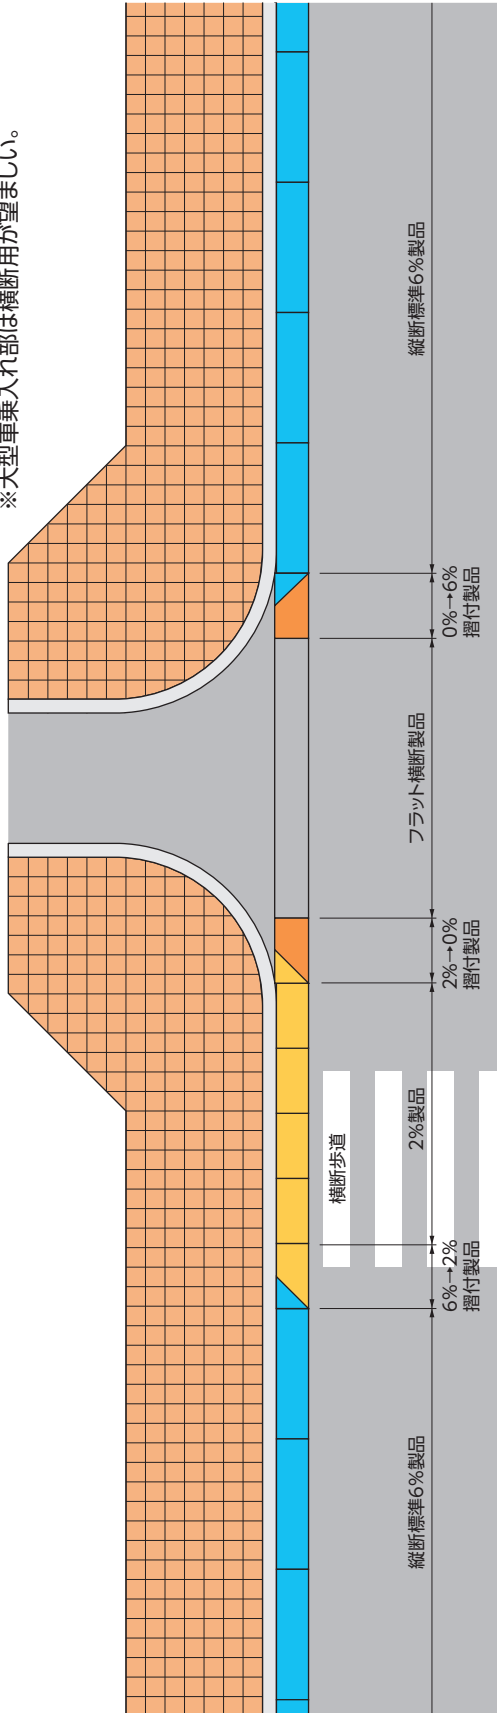 ※大型車乗入れ部は横断用が望ましい。
縦断標準6%製品
6%→2%
摺付製品
横断歩道
2%製品
2%→0%
摺付製品
フラット横断製品
0%→6%
摺付製品
縦断標準6%製品